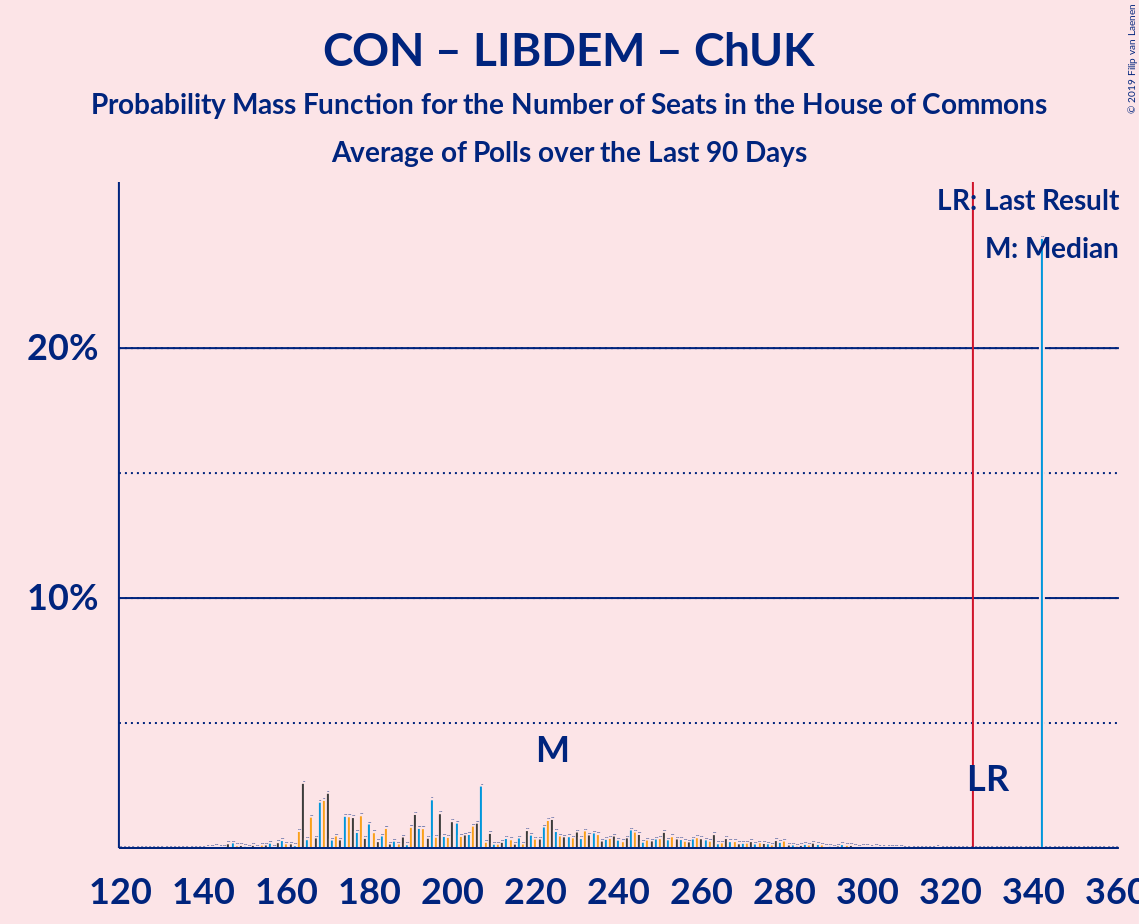 CON – LIBDEM – ChUK
Probability Mass Function for the Number of Seats in the House of Commons
Average of Polls over the Last 90 Days
© 2019 Filip van Laenen
LR: Last Result
M: Median
20%
10%
M
LR
120 140 160 180 200 220 240 260 280 300 320 340 360